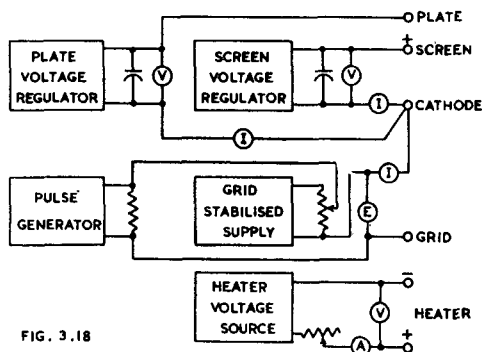 PLATE
PLATE
VOLTAGE
REGULATOR
V
SCREEN
VOLTAGE
REGULATOR
V
+
SCREEN
I
CATHODE
I
PULSE
GENERATOR
GRID
STABILISED
SUPPLY
I
E
GRID
HEATER
VOLTAGE
SOURCE
−
V
HEATER
A
+
FIG. 3.18